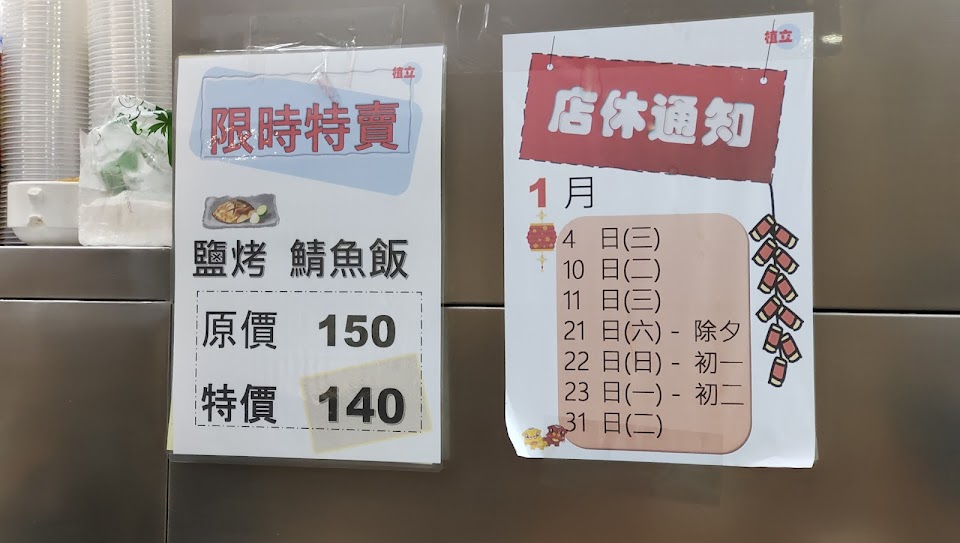 植立
限時特賣
鹽烤 鯖魚飯
原價 150
特價 140
植立
店休通知
1 月
4 日(三)
10 日(二)
11 日(三)
21 日(六) - 除夕
22 日(日) - 初一
23 日(一) - 初二
31 日(二)